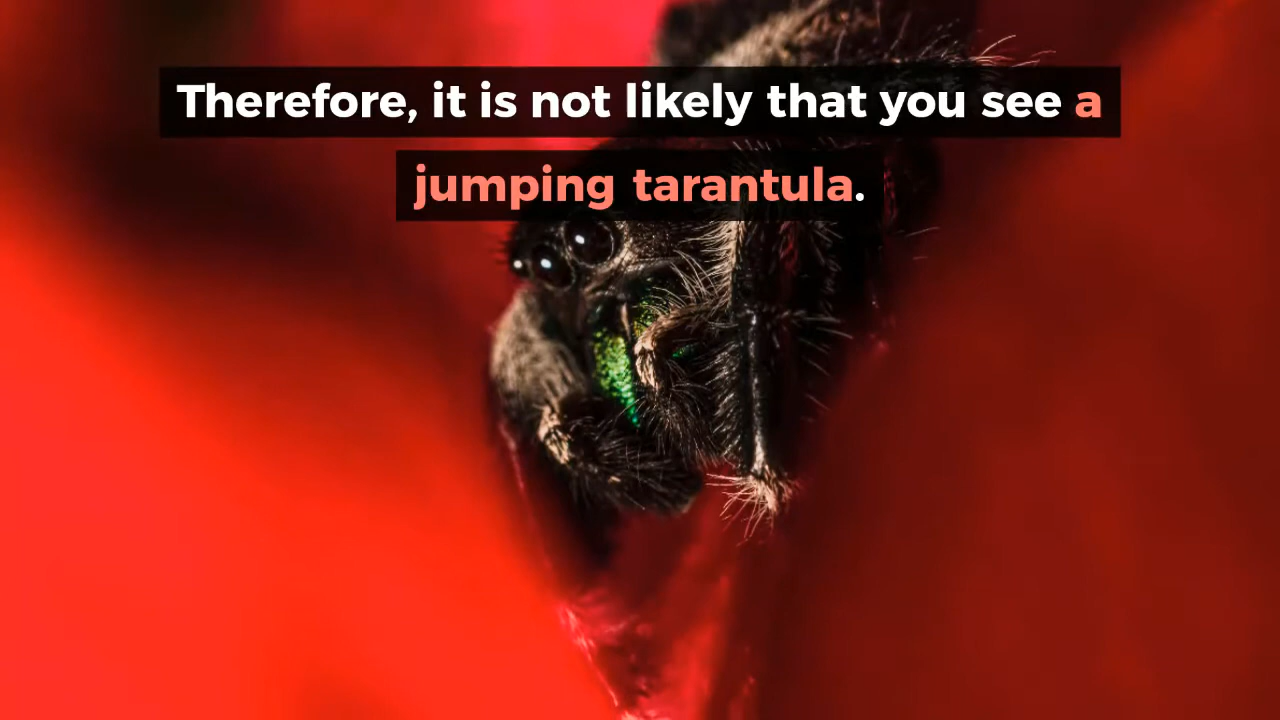 Therefore, it is not likely that you see a
jumping tarantula.